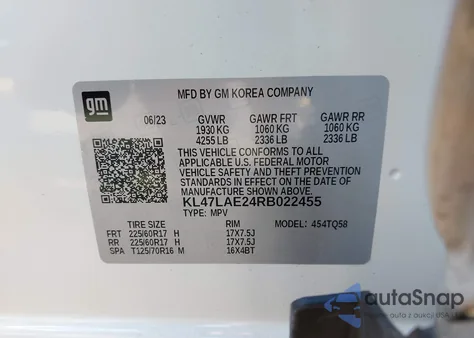 gm
MFD BY GM KOREA COMPANY
06/23 GVWR GAWR FRT GAWR RR
1930 KG 1060 KG 1060 KG
4255 LB 2336 LB 2336 LB
THIS VEHICLE CONFORMS TO ALL
APPLICABLE U.S. FEDERAL MOTOR
VEHICLE SAFETY AND THEFT PREVENTION
STANDARDS IN EFFECT ON THE DATE OF
MANUFACTURE SHOWN ABOVE.
KL47LAE24RB022455
TYPE: MPV MODEL: 4S4TQ58
TIRE SIZE RIM
FRT 225/60R17 H 17X7.5J
RR 225/60R17 H 17X7.5J
SPA T125/70R16 M 16X4BT
autoSnap